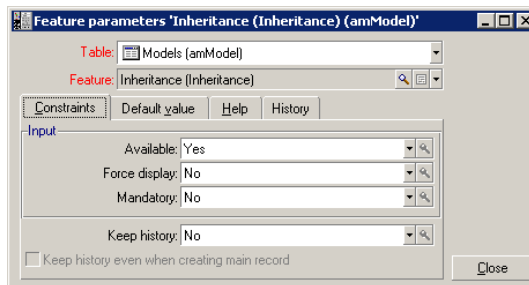 Feature parameters 'Inheritance (Inheritance) (amModel)'
Table: Models (amModel)
Feature: Inheritance (Inheritance)
Constraints Default value Help History
Input
Available: Yes
Force display: No
Mandatory: No
Keep history: No
Keep history even when creating main record
Close